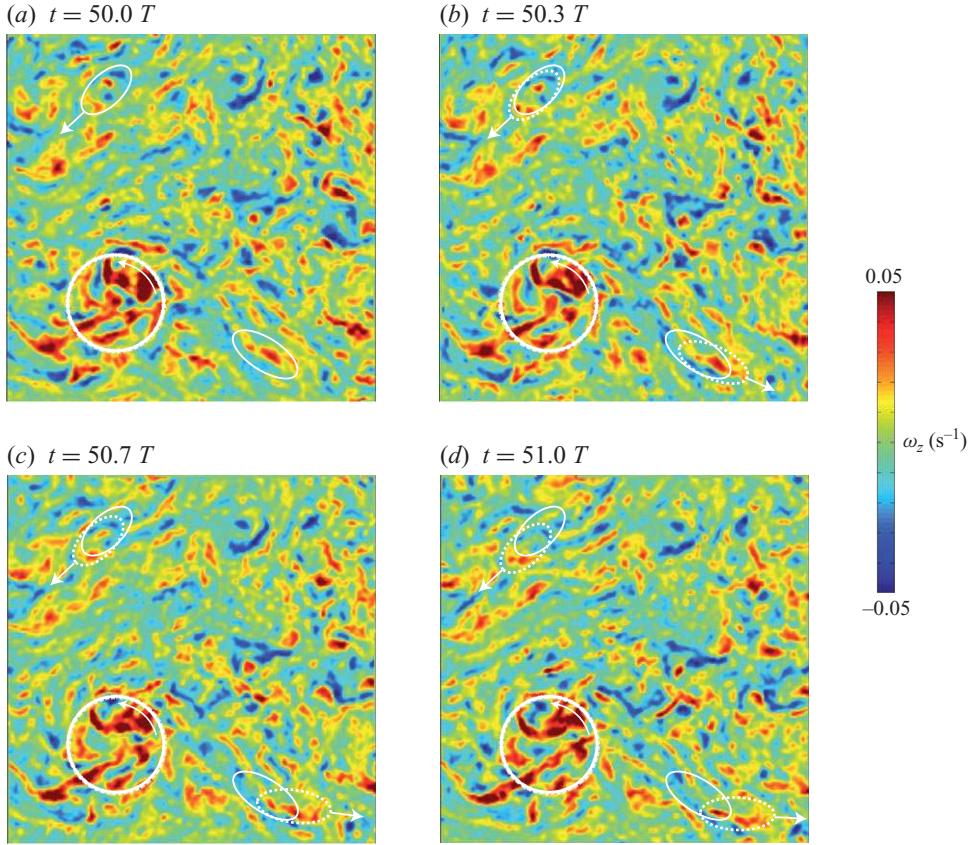 (a) t = 50.0 T
(b) t = 50.3 T
0.05
ω_z (s⁻¹)
−0.05
(c) t = 50.7 T
(d) t = 51.0 T